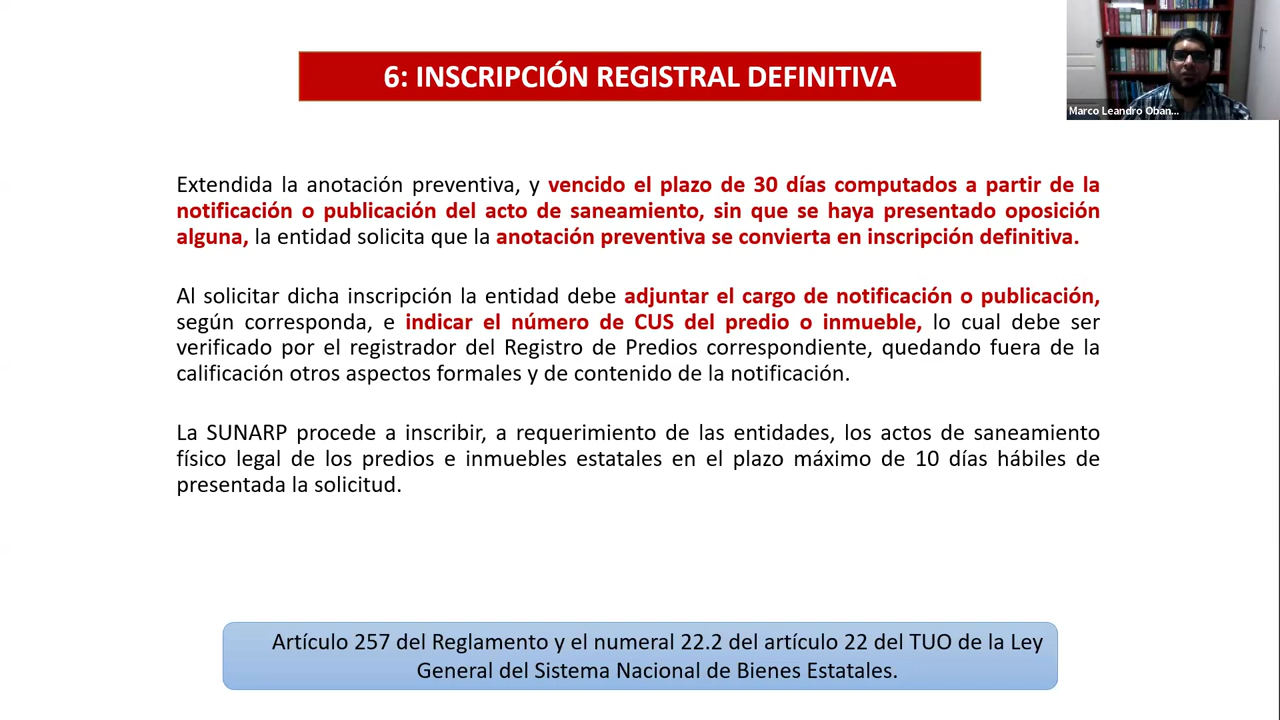 6: INSCRIPCIÓN REGISTRAL DEFINITIVA
Marco Leandro Oban...
Extendida la anotación preventiva, y vencido el plazo de 30 días computados a partir de la
notificación o publicación del acto de saneamiento, sin que se haya presentado oposición
alguna, la entidad solicita que la anotación preventiva se convierta en inscripción definitiva.
Al solicitar dicha inscripción la entidad debe adjuntar el cargo de notificación o publicación,
según corresponda, e indicar el número de CUS del predio o inmueble, lo cual debe ser
verificado por el registrador del Registro de Predios correspondiente, quedando fuera de la
calificación otros aspectos formales y de contenido de la notificación.
La SUNARP procede a inscribir, a requerimiento de las entidades, los actos de saneamiento
físico legal de los predios e inmuebles estatales en el plazo máximo de 10 días hábiles de
presentada la solicitud.
Artículo 257 del Reglamento y el numeral 22.2 del artículo 22 del TUO de la Ley
General del Sistema Nacional de Bienes Estatales.